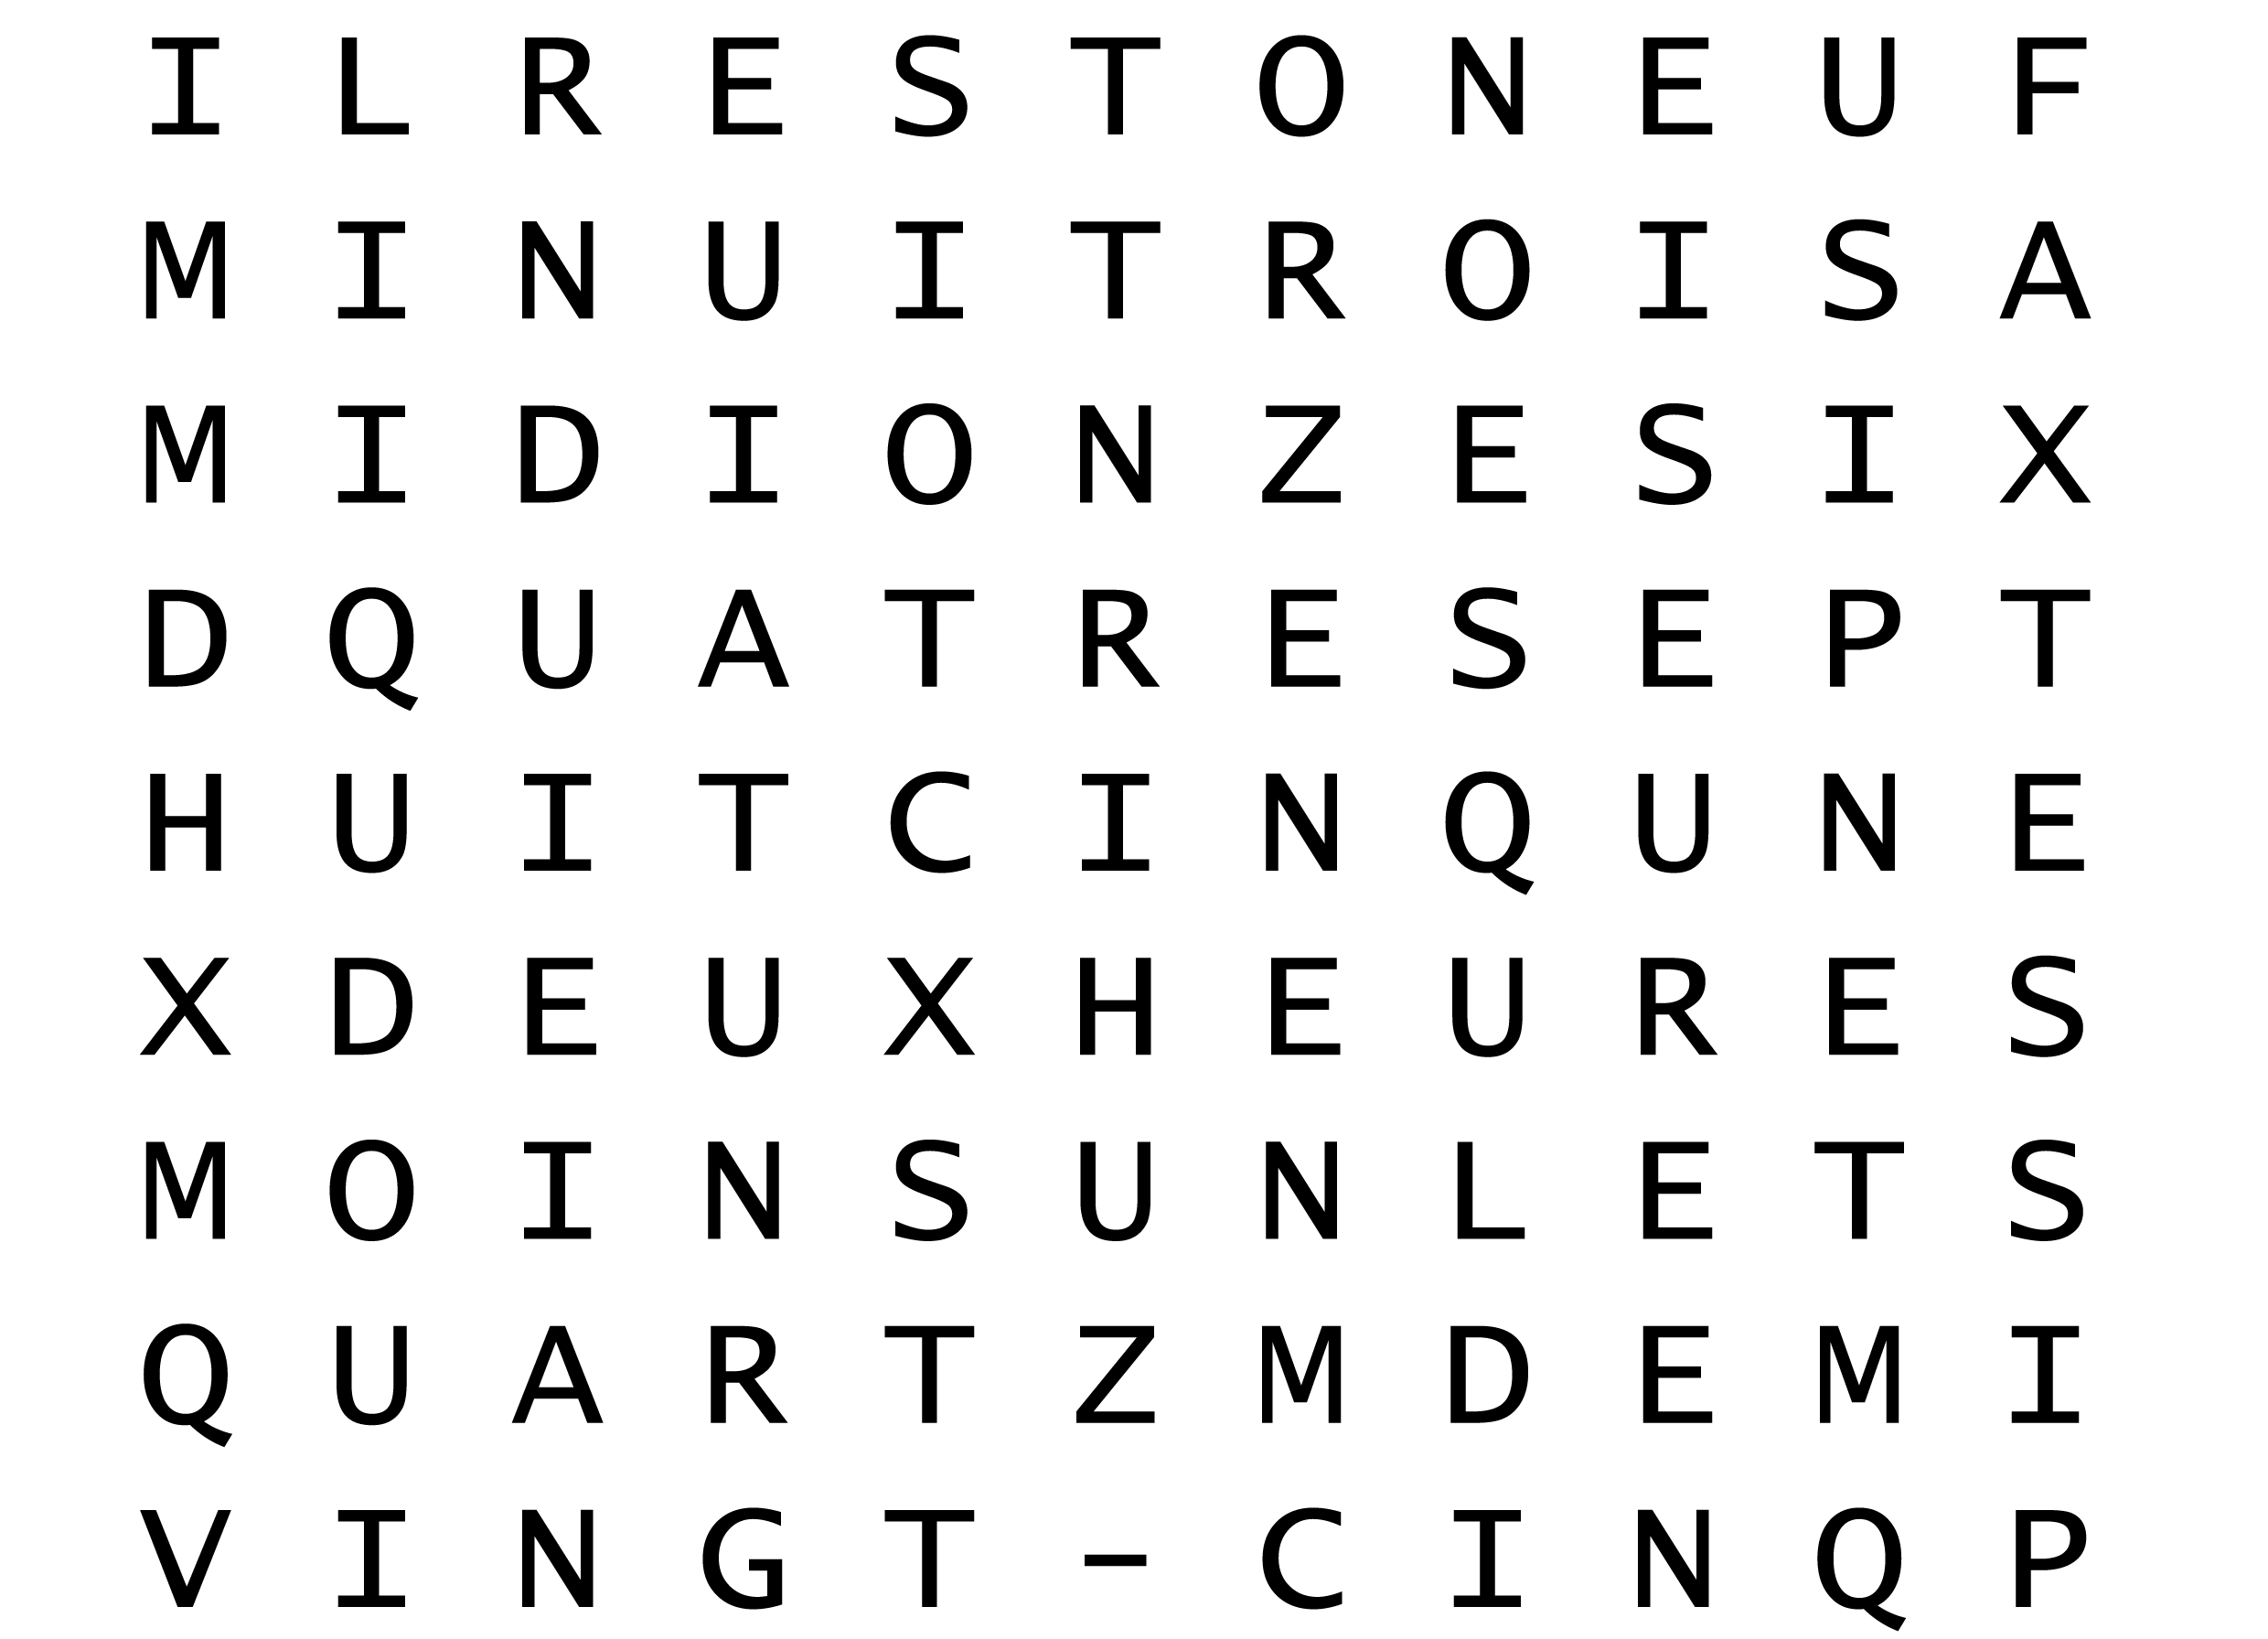 I L R E S T O N E U F
M I N U I T R O I S A
M I D I O N Z E S I X
D Q U A T R E S E P T
H U I T C I N Q U N E
X D E U X H E U R E S
M O I N S U N L E T S
Q U A R T Z M D E M I
V I N G T - C I N Q P